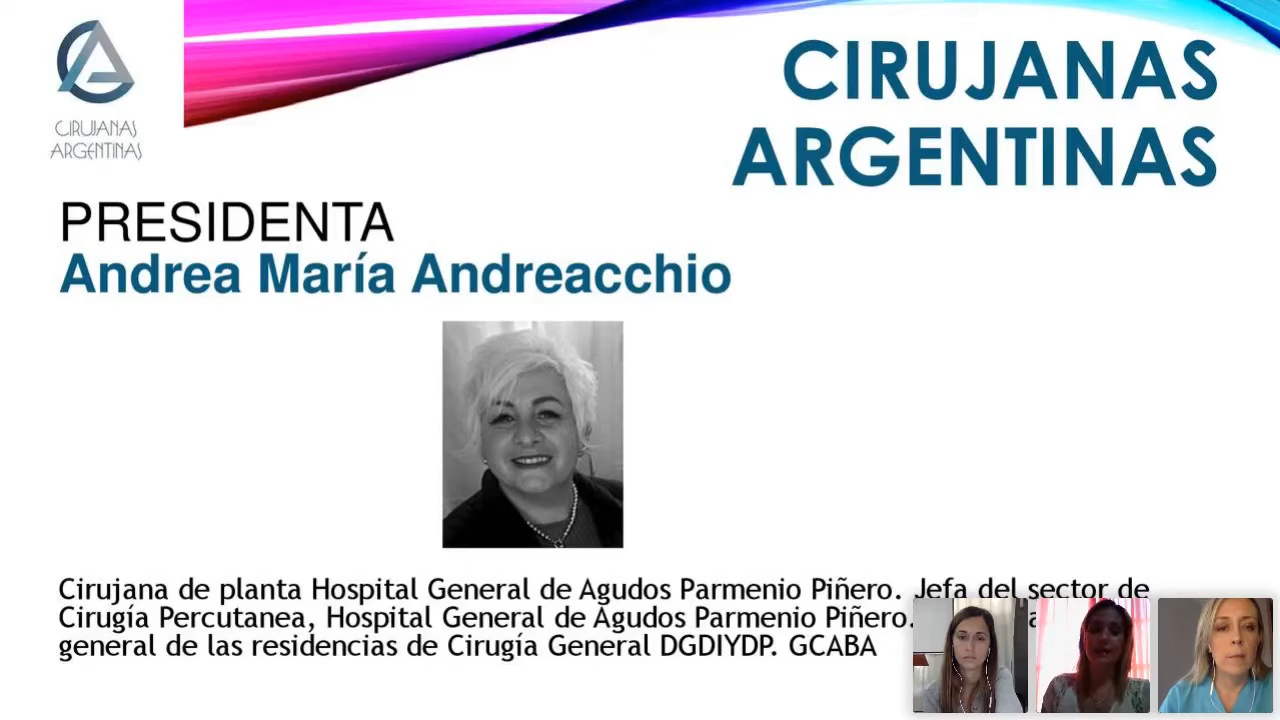 CIRUJANAS
ARGENTINAS
CIRUJANAS
ARGENTINAS
PRESIDENTA
Andrea María Andreacchio
Cirujana de planta Hospital General de Agudos Parmenio Piñero. Jefa del sector de
Cirugía Percutanea, Hospital General de Agudos Parmenio Piñero.
general de las residencias de Cirugía General DGDIYDP. GCABA